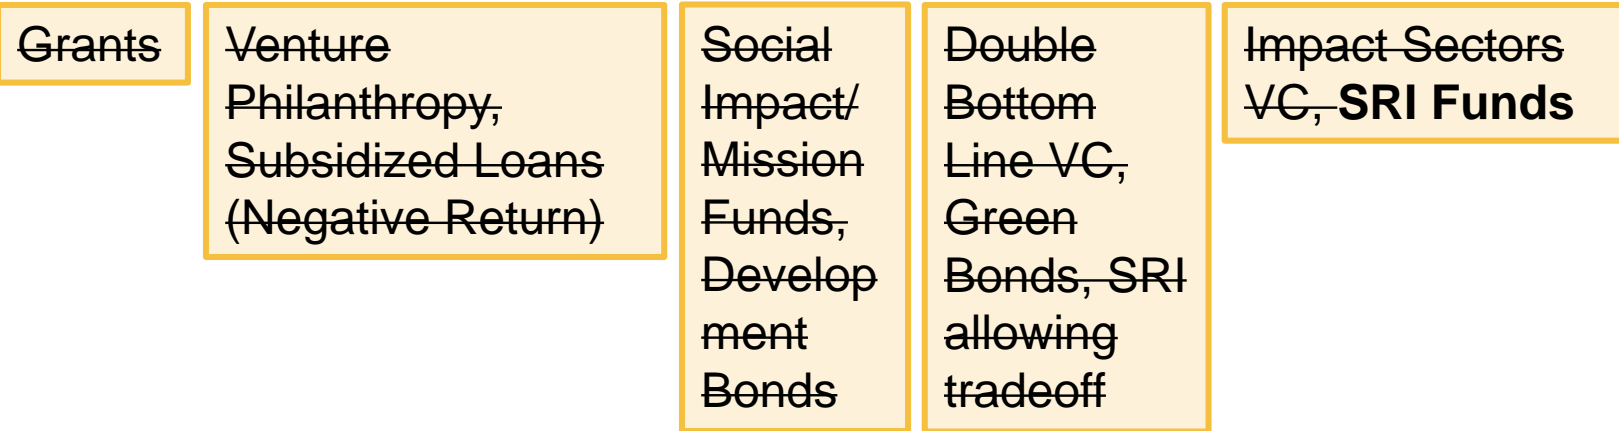 Grants
Venture
Philanthropy,
Subsidized Loans
(Negative Return)
Social
Impact/
Mission
Funds,
Develop
ment
Bonds
Double
Bottom
Line VC,
Green
Bonds, SRI
allowing
tradeoff
Impact Sectors
VC, SRI Funds